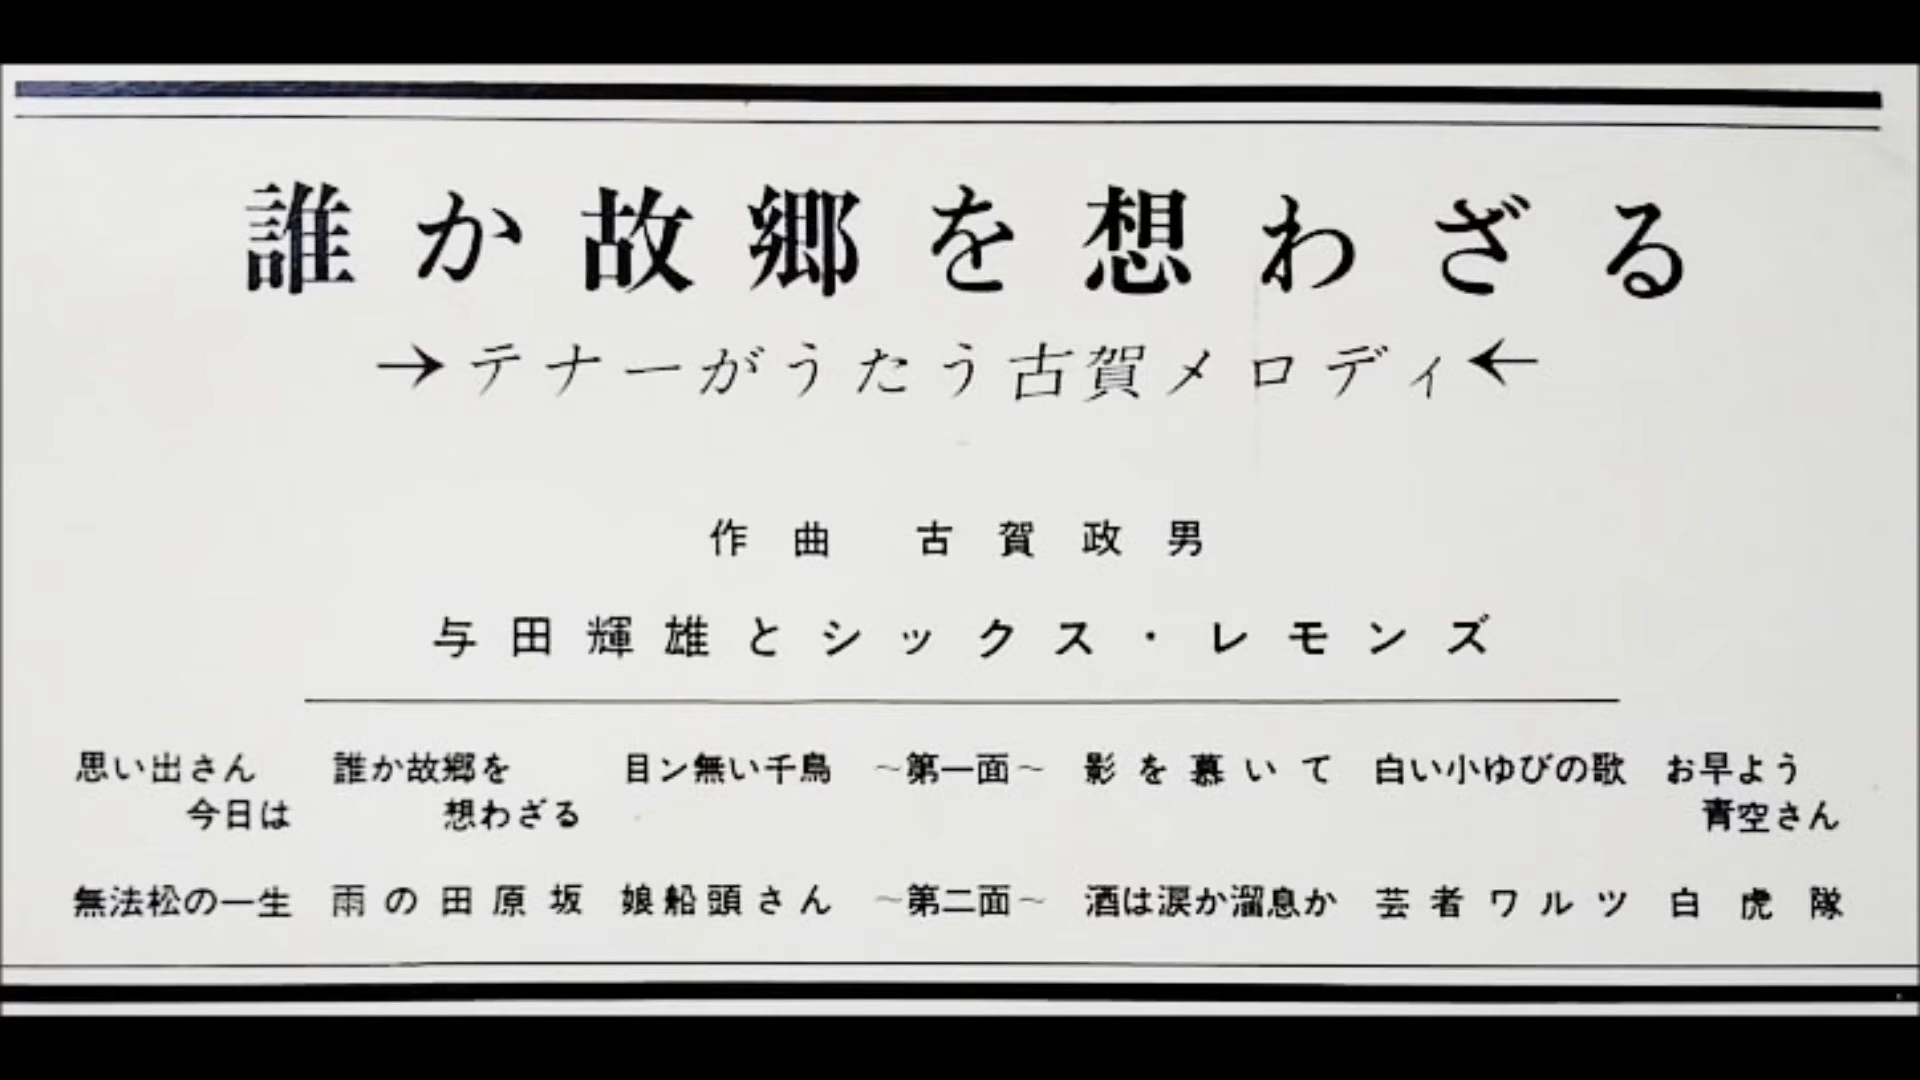 誰か故郷を想わざる
→テナーがうたう古賀メロディ←
作曲 古賀政男
与田輝雄とシックス・レモンズ
思い出さん 誰か故郷を 目ン無い千鳥 ～第一面～ 影を慕いて 白い小ゆびの歌 お早よう
今日は 想わざる 青空さん
無法松の一生 雨の田原坂 娘船頭さん ～第二面～ 酒は涙か溜息か 芸者ワルツ 白虎隊